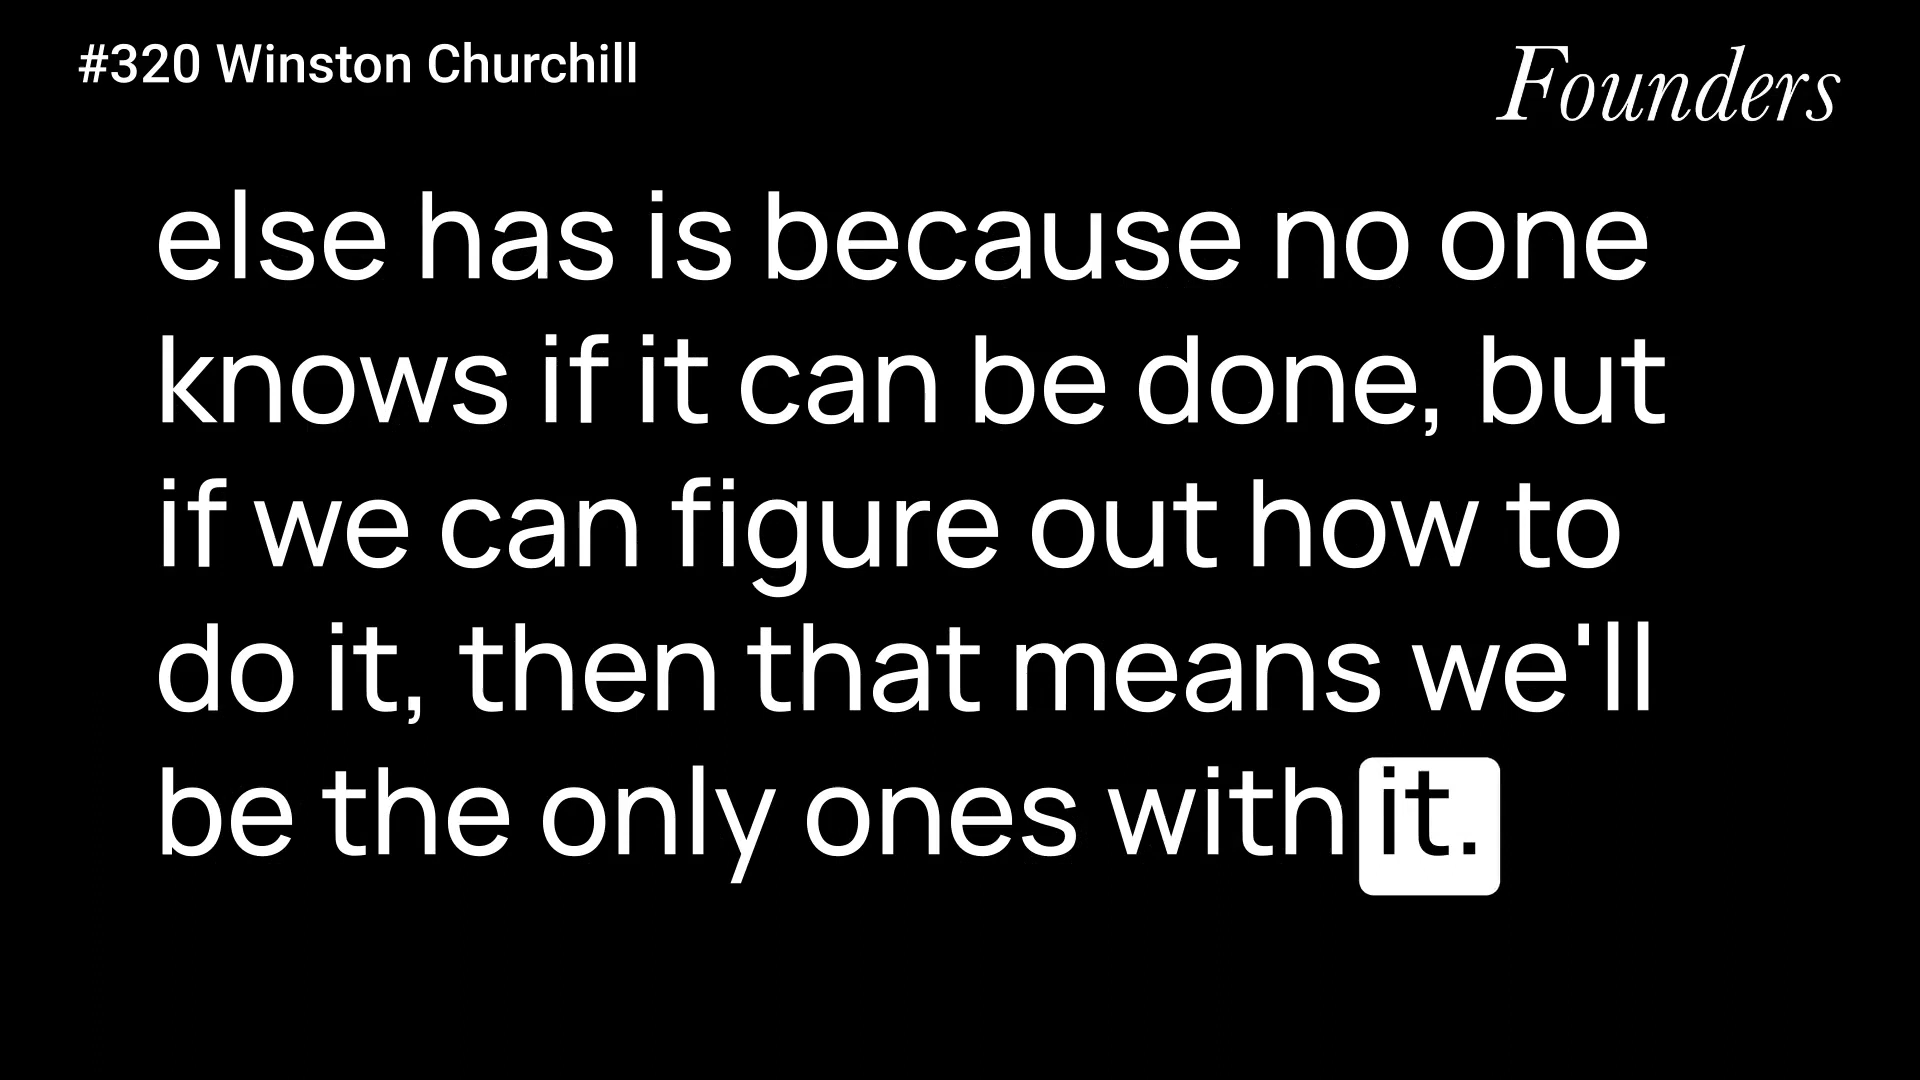 #320 Winston Churchill
Founders
else has is because no one
knows if it can be done, but
if we can figure out how to
do it, then that means we'll
be the only ones with it.